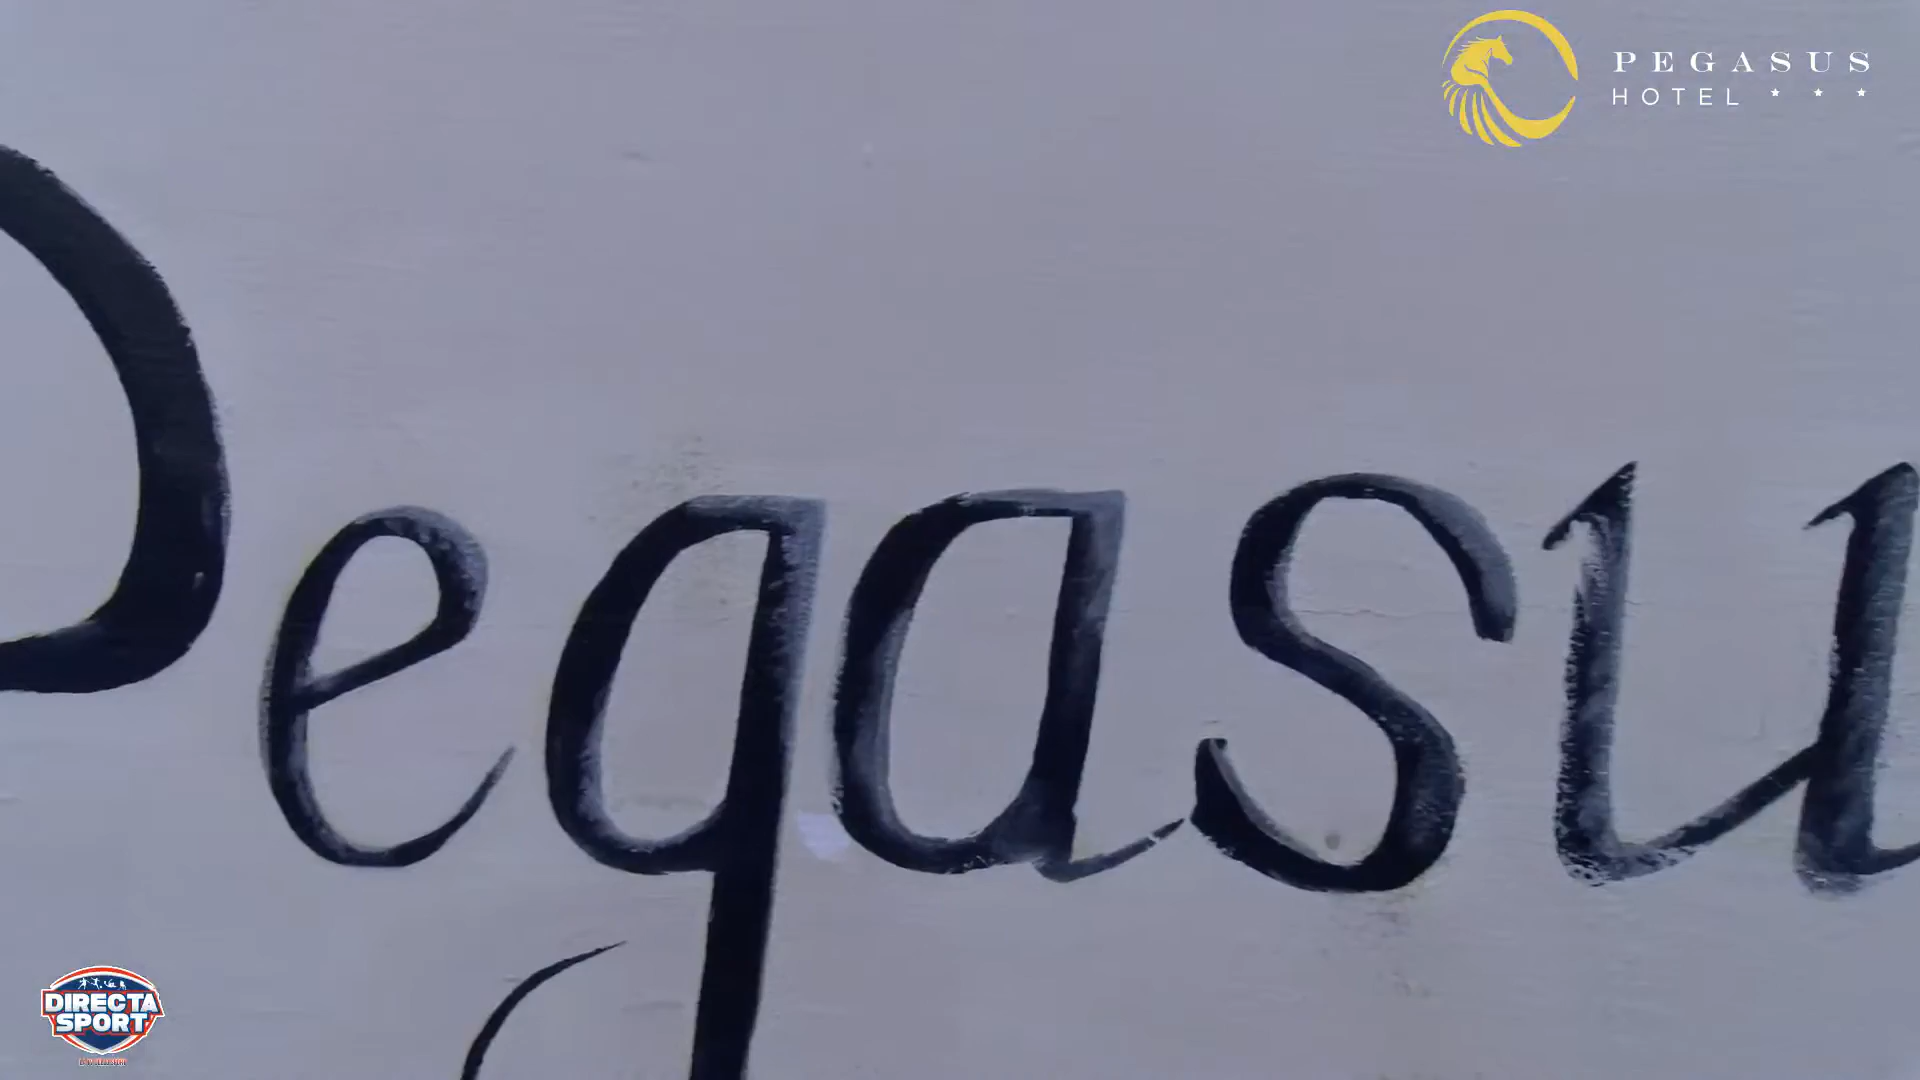 PEGASUS
HOTEL ★ ★ ★
Pegasu
DIRECTA
SPORT